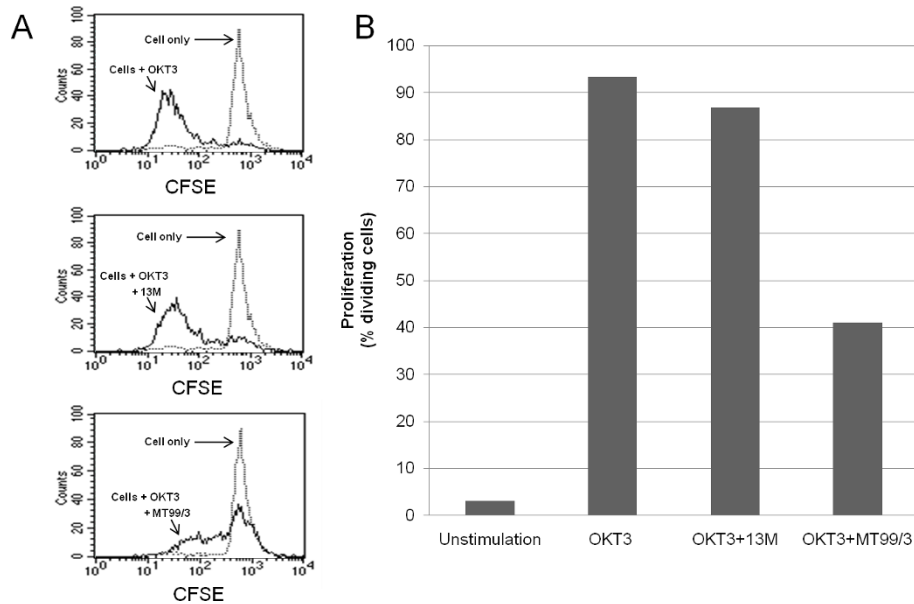 A
100
80
60
40
20
0
Counts
Cell only
Cells + OKT3
10^0 10^1 10^2 10^3 10^4
CFSE
100
80
60
40
20
0
Counts
Cell only
Cells + OKT3
+ 13M
10^0 10^1 10^2 10^3 10^4
CFSE
100
80
60
40
20
0
Counts
Cell only
Cells + OKT3
+ MT99/3
10^0 10^1 10^2 10^3 10^4
CFSE
B
Proliferation
(% dividing cells)
100
90
80
70
60
50
40
30
20
10
0
Unstimulation OKT3 OKT3+13M OKT3+MT99/3